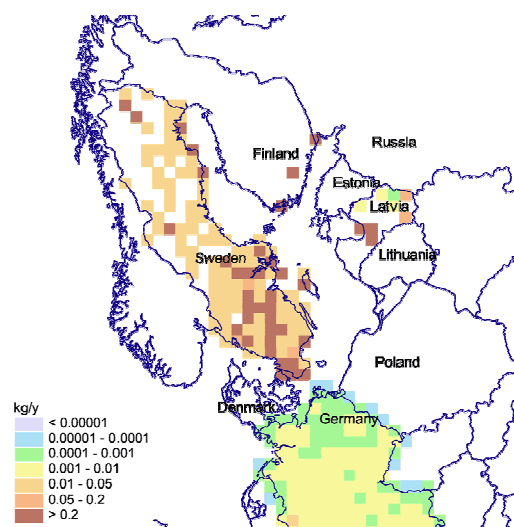 Russia
Finland
Estonia
Latvia
Sweden
Lithuania
Poland
Denmark
Germany
kg/y
< 0.00001
0.00001 - 0.0001
0.0001 - 0.001
0.001 - 0.01
0.01 - 0.05
0.05 - 0.2
> 0.2